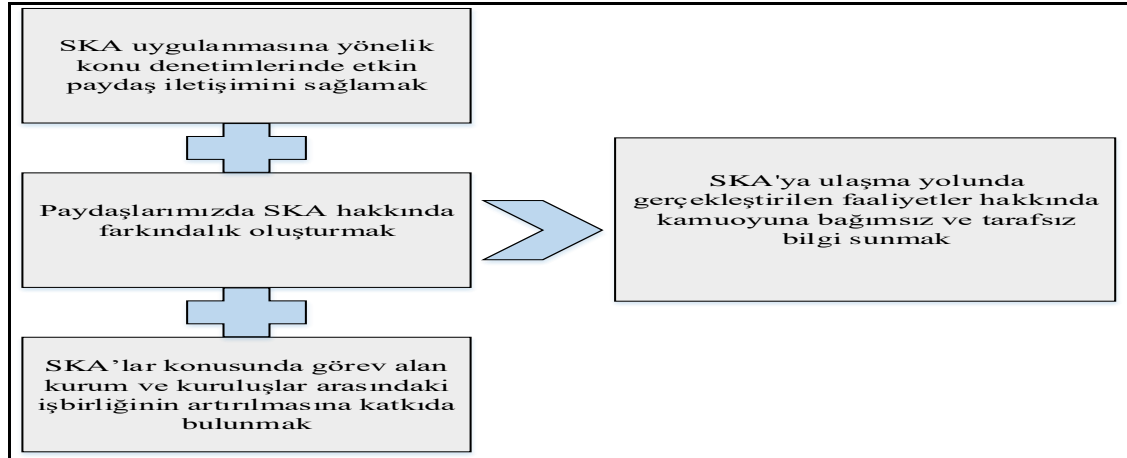 SKA uygulanmasına yönelik
konu denetimlerinde etkin
paydaş iletişimini sağlamak
Paydaşlarımızda SKA hakkında
farkındalık oluşturmak
SKA’lar konusunda görev alan
kurum ve kuruluşlar arasındaki
işbirliğinin artırılmasına katkıda
bulunmak
SKA'ya ulaşma yolunda
gerçekleştirilen faaliyetler hakkında
kamuoyuna bağımsız ve tarafsız
bilgi sunmak